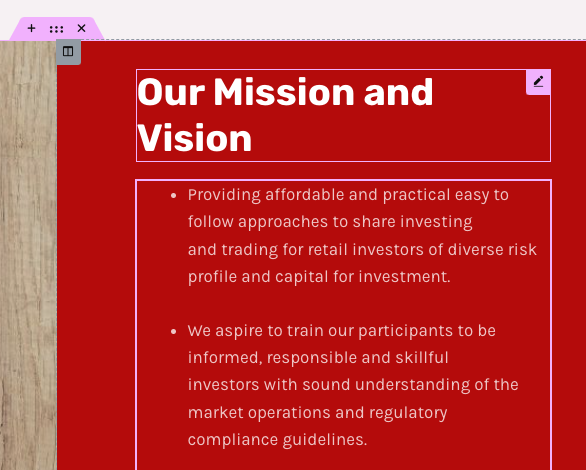 Our Mission and
Vision
Providing affordable and practical easy to
follow approaches to share investing
and trading for retail investors of diverse risk
profile and capital for investment.
We aspire to train our participants to be
informed, responsible and skillful
investors with sound understanding of the
market operations and regulatory
compliance guidelines.